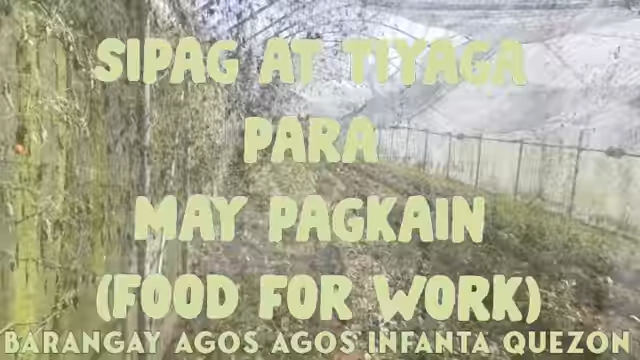 SIPAG AT TIYAGA
PARA
MAY PAGKAIN
(FOOD FOR WORK)
BARANGAY AGOS AGOS INFANTA QUEZON